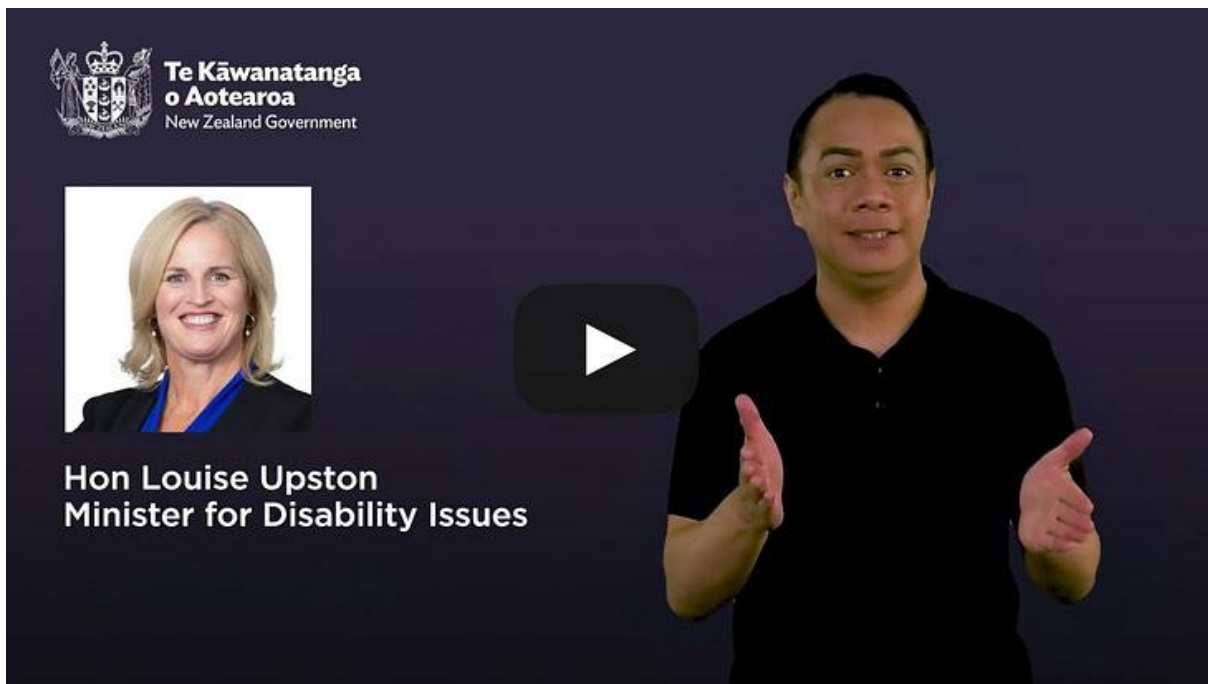 Te Kāwanatanga
o Aotearoa
New Zealand Government
Hon Louise Upston
Minister for Disability Issues